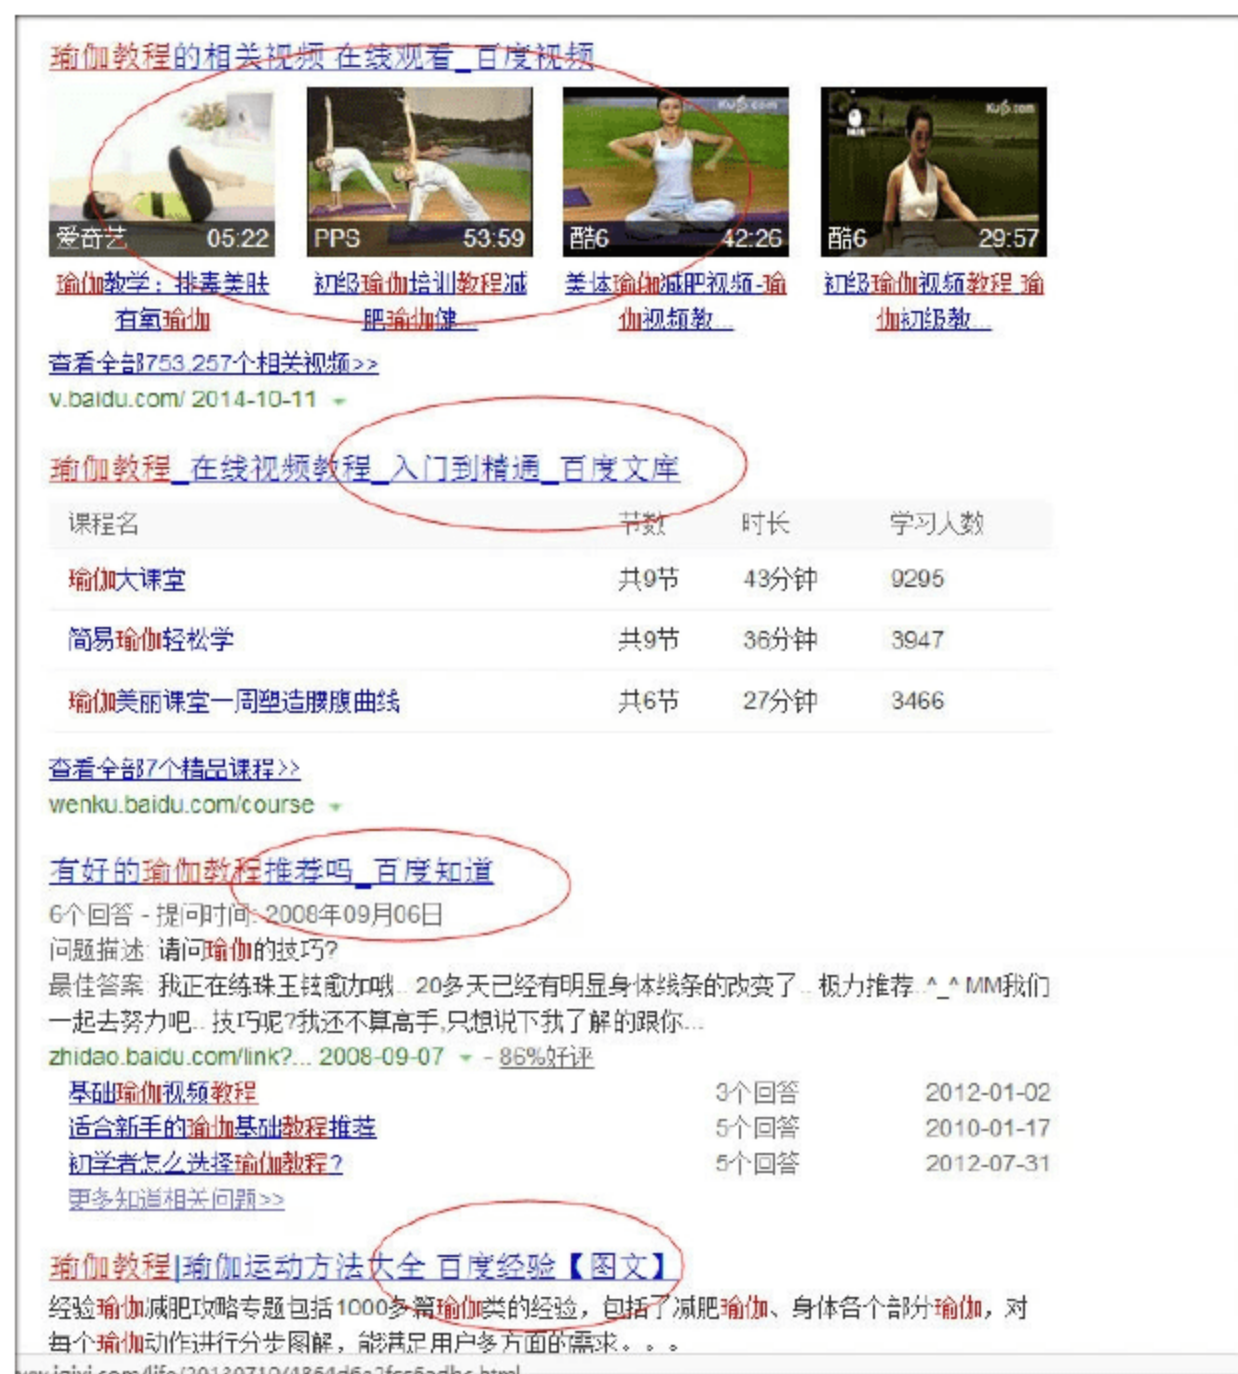 瑜伽教程的相关视频 在线观看_百度视频
Ku6.com
Ku6.com
爱奇艺 05:22
PPS 53:59
酷6 42:26
酷6 29:57
瑜伽教学：排毒美肤
有氧瑜伽
初级瑜伽培训教程减
肥瑜伽健...
美体瑜伽减肥视频-瑜
伽视频教...
初级瑜伽视频教程 瑜
伽初级教...
查看全部753,257个相关视频>>
v.baidu.com/ 2014-10-11
瑜伽教程_在线视频教程_入门到精通_百度文库
课程名 节数 时长 学习人数
瑜伽大课堂 共9节 43分钟 9295
简易瑜伽轻松学 共9节 36分钟 3947
瑜伽美丽课堂一周塑造腰腹曲线 共6节 27分钟 3466
查看全部7个精品课程>>
wenku.baidu.com/course
有好的瑜伽教程推荐吗_百度知道
6个回答 - 提问时间: 2008年09月06日
问题描述: 请问瑜伽的技巧?
最佳答案: 我正在练珠王铉愈加哦.. 20多天已经有明显身体线条的改变了.. 极力推荐..^_^ MM我们
一起去努力吧.. 技巧呢?我还不算高手,只想说下我了解的跟你...
zhidao.baidu.com/link?... 2008-09-07 - 86%好评
基础瑜伽视频教程 3个回答 2012-01-02
适合新手的瑜伽基础教程推荐 5个回答 2010-01-17
初学者怎么选择瑜伽教程? 5个回答 2012-07-31
更多知道相关问题>>
瑜伽教程|瑜伽运动方法大全 百度经验【图文】
经验瑜伽减肥攻略专题包括1000多篇瑜伽类的经验，包括了减肥瑜伽、身体各个部分瑜伽，对
每个瑜伽动作进行分步图解，能满足用户多方面的需求。。。